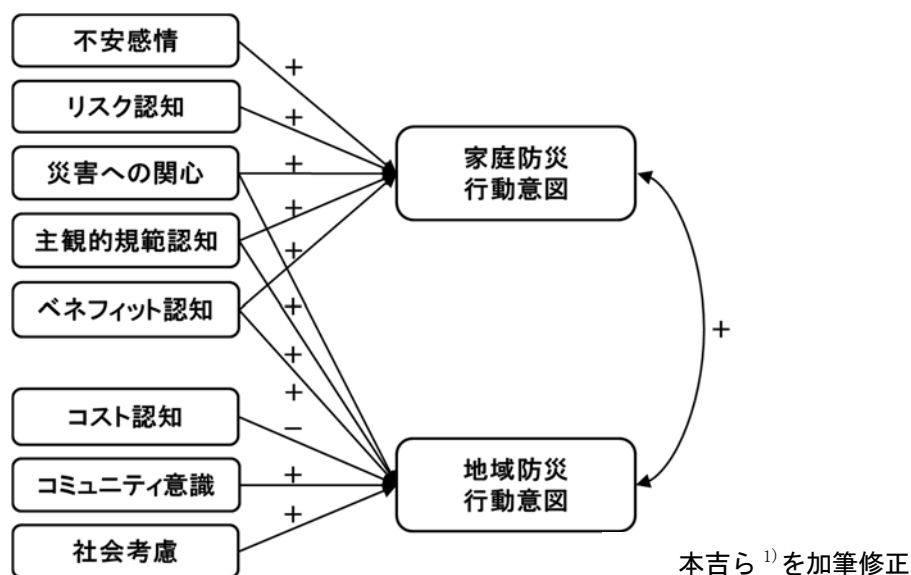 不安感情
リスク認知
災害への関心
主観的規範認知
ベネフィット認知
コスト認知
コミュニティ意識
社会考慮
+
+
+
+
+
+
+
+
−
+
+
家庭防災
行動意図
地域防災
行動意図
+
本吉ら 1) を加筆修正